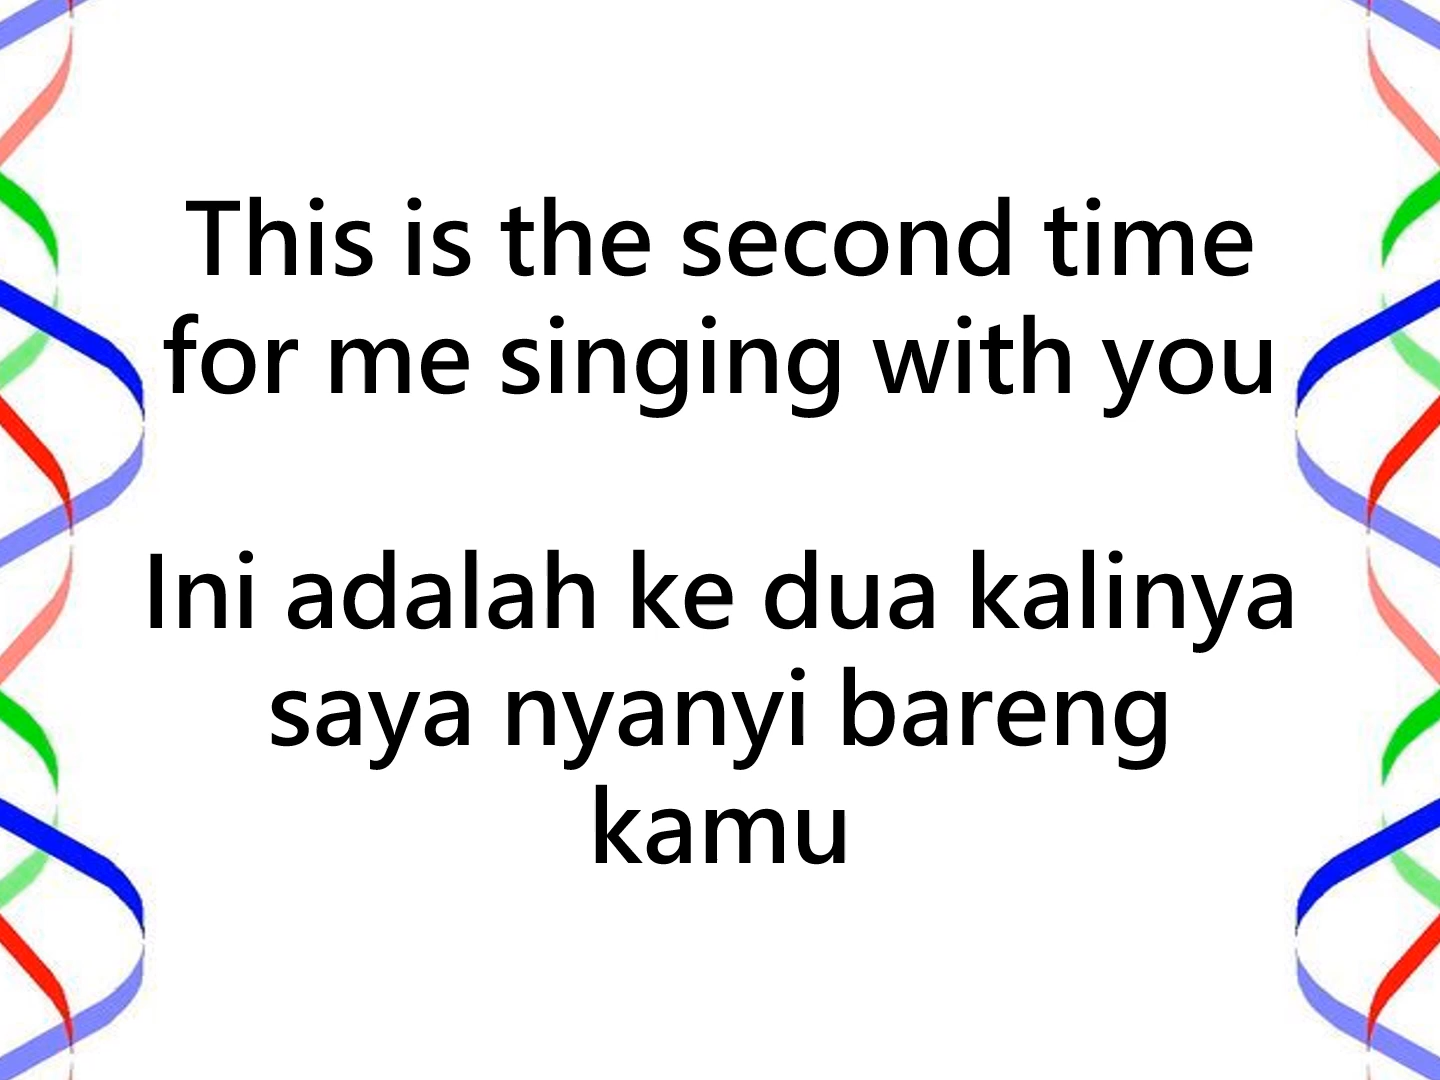 This is the second time
for me singing with you
Ini adalah ke dua kalinya
saya nyanyi bareng
kamu